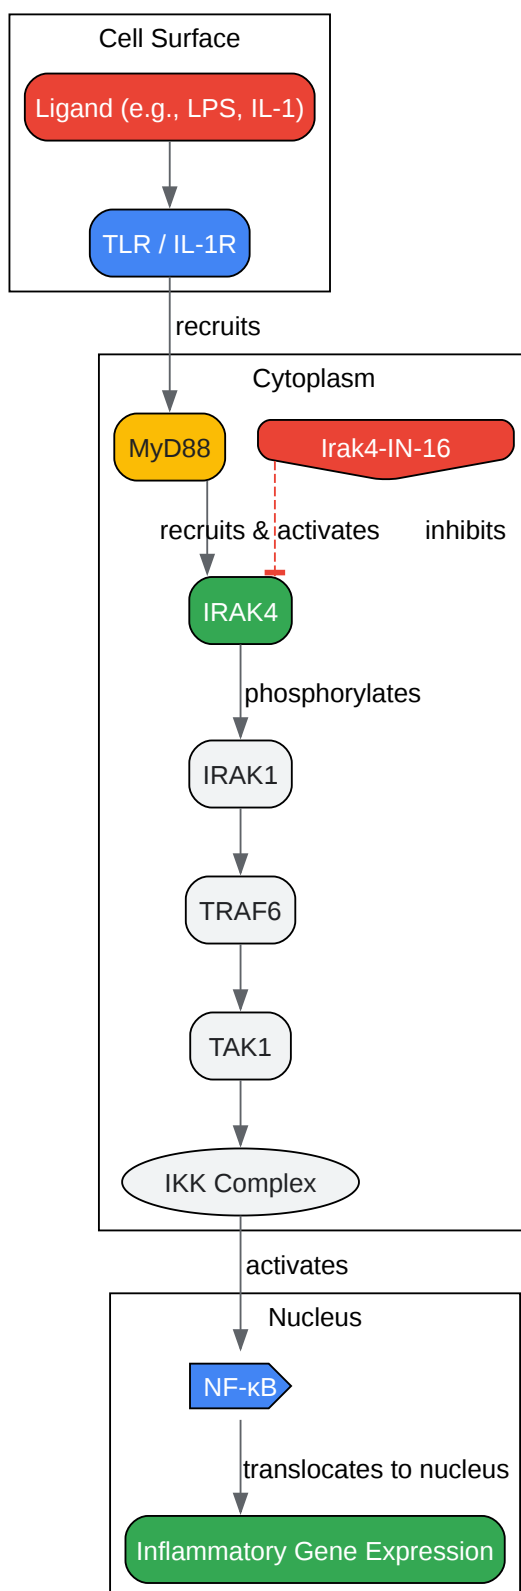 Cell Surface
Ligand (e.g., LPS, IL-1)
TLR / IL-1R
recruits
Cytoplasm
MyD88
Irak4-IN-16
recruits & activates
inhibits
IRAK4
phosphorylates
IRAK1
TRAF6
TAK1
IKK Complex
activates
Nucleus
NF-κB
translocates to nucleus
Inflammatory Gene Expression